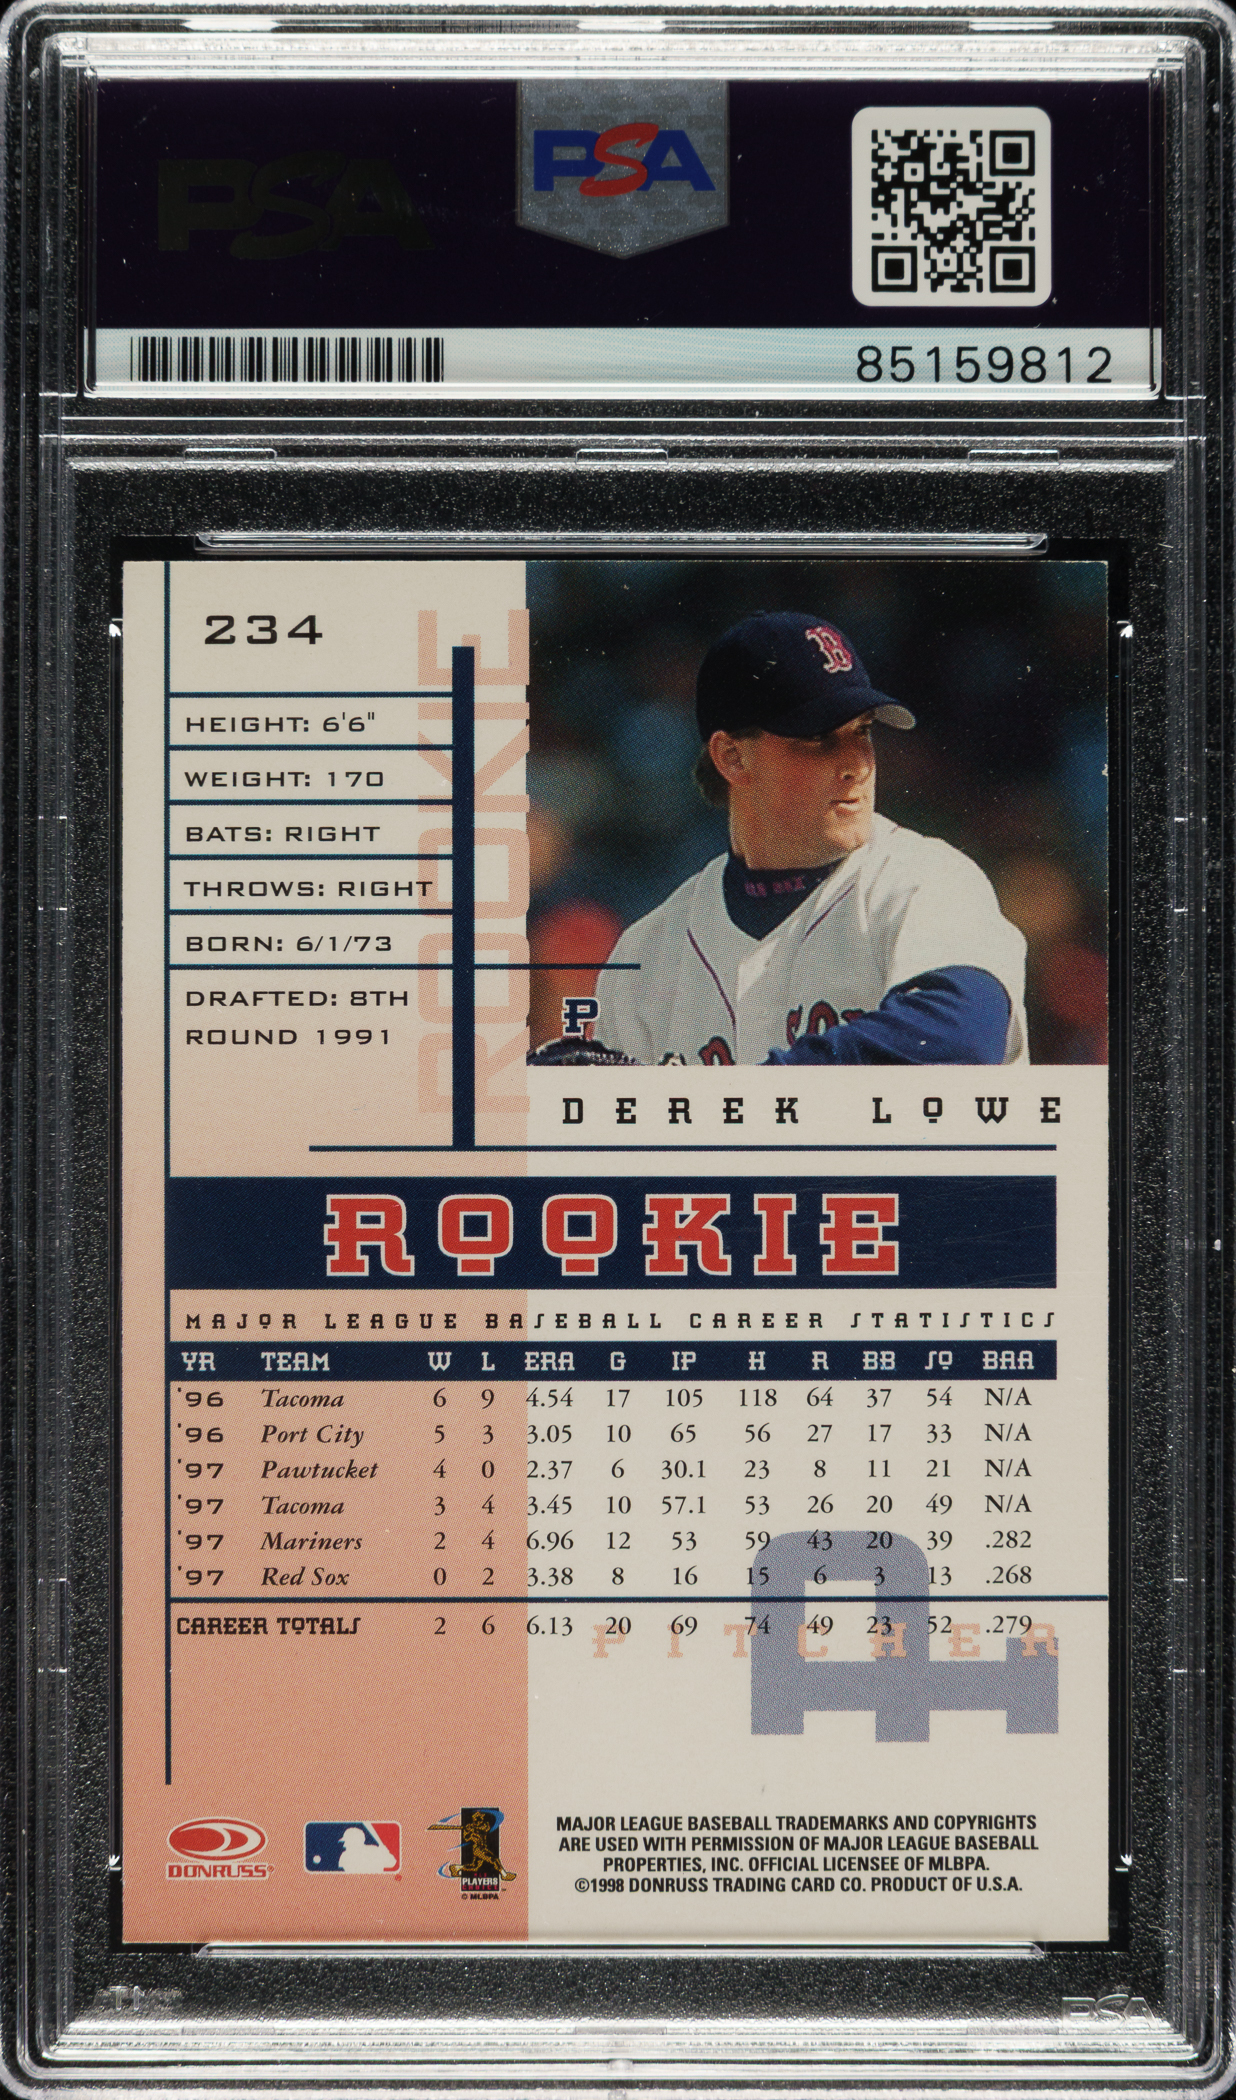 PSA
PSA
85159812
234
ROOKIE
HEIGHT: 6'6"
WEIGHT: 170
BATS: RIGHT
THROWS: RIGHT
BORN: 6/1/73
DRAFTED: 8TH
ROUND 1991
B
RED SOX
P
DEREK LOWE
ROOKIE
MAJOR LEAGUE BASEBALL CAREER STATISTICS
YR TEAM W L ERA G IP H R BB SO BAA
'96 Tacoma 6 9 4.54 17 105 118 64 37 54 N/A
'96 Port City 5 3 3.05 10 65 56 27 17 33 N/A
'97 Pawtucket 4 0 2.37 6 30.1 23 8 11 21 N/A
'97 Tacoma 3 4 3.45 10 57.1 53 26 20 49 N/A
'97 Mariners 2 4 6.96 12 53 59 43 20 39 .282
'97 Red Sox 0 2 3.38 8 16 15 6 3 13 .268
CAREER TOTALS 2 6 6.13 20 69 74 49 23 52 .279
PITCHER
P
DONRUSS
PLAYERS
CHOICE
© MLBPA
MAJOR LEAGUE BASEBALL TRADEMARKS AND COPYRIGHTS
ARE USED WITH PERMISSION OF MAJOR LEAGUE BASEBALL
PROPERTIES, INC. OFFICIAL LICENSEE OF MLBPA.
©1998 DONRUSS TRADING CARD CO. PRODUCT OF U.S.A.
PSA